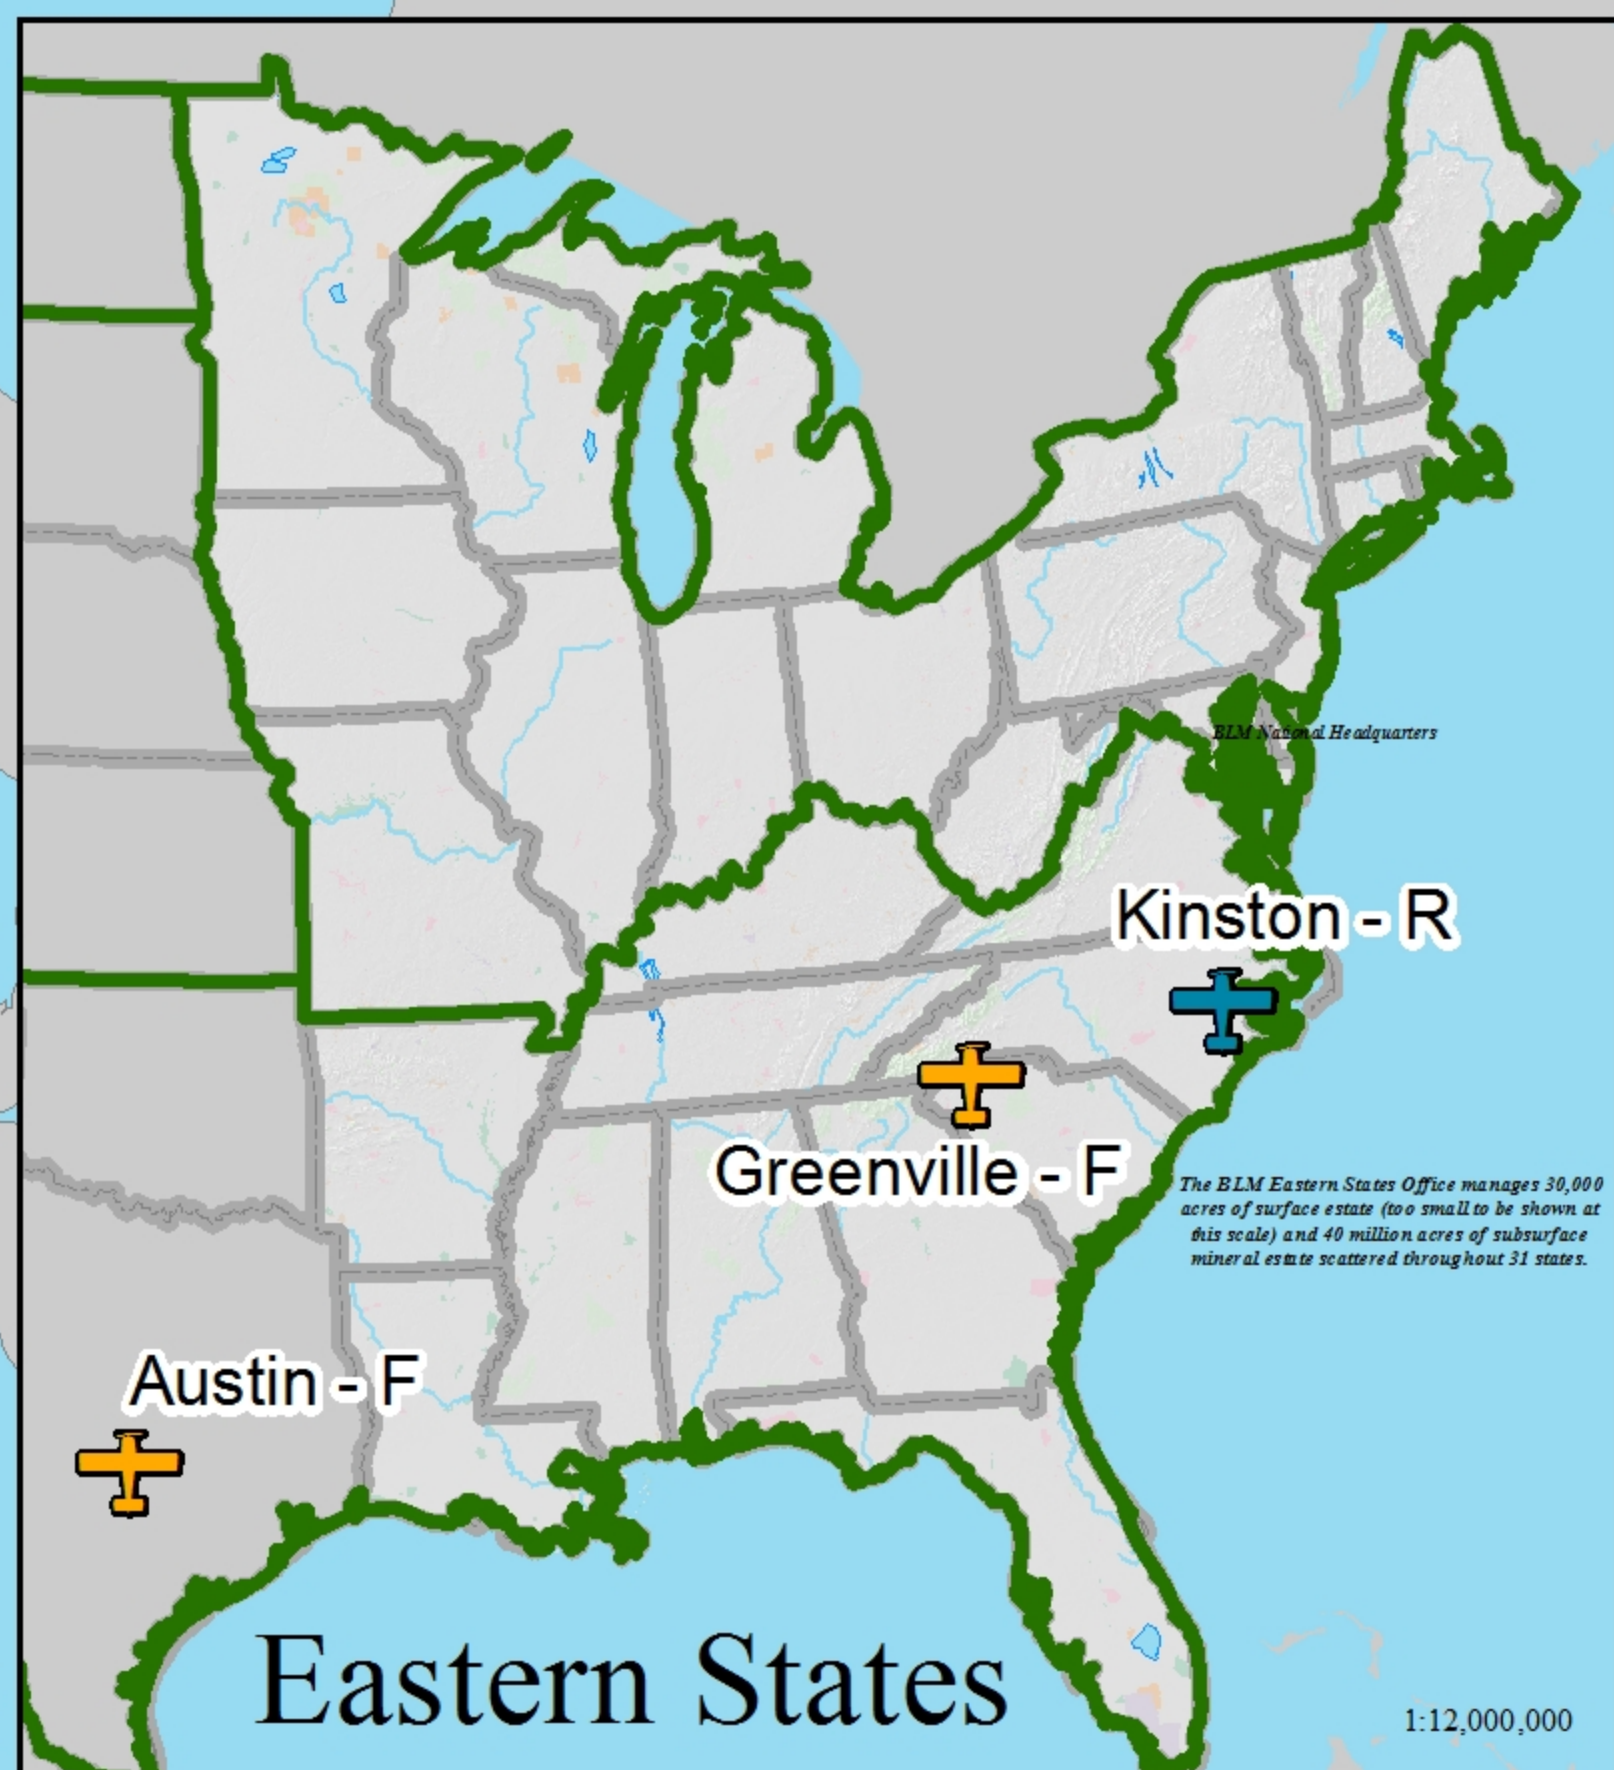 BLM National Headquarters
Kinston - R
Greenville - F
The BLM Eastern States Office manages 30,000
acres of surface estate (too small to be shown at
this scale) and 40 million acres of subsurface
mineral estate scattered throughout 31 states.
Austin - F
Eastern States
1:12,000,000